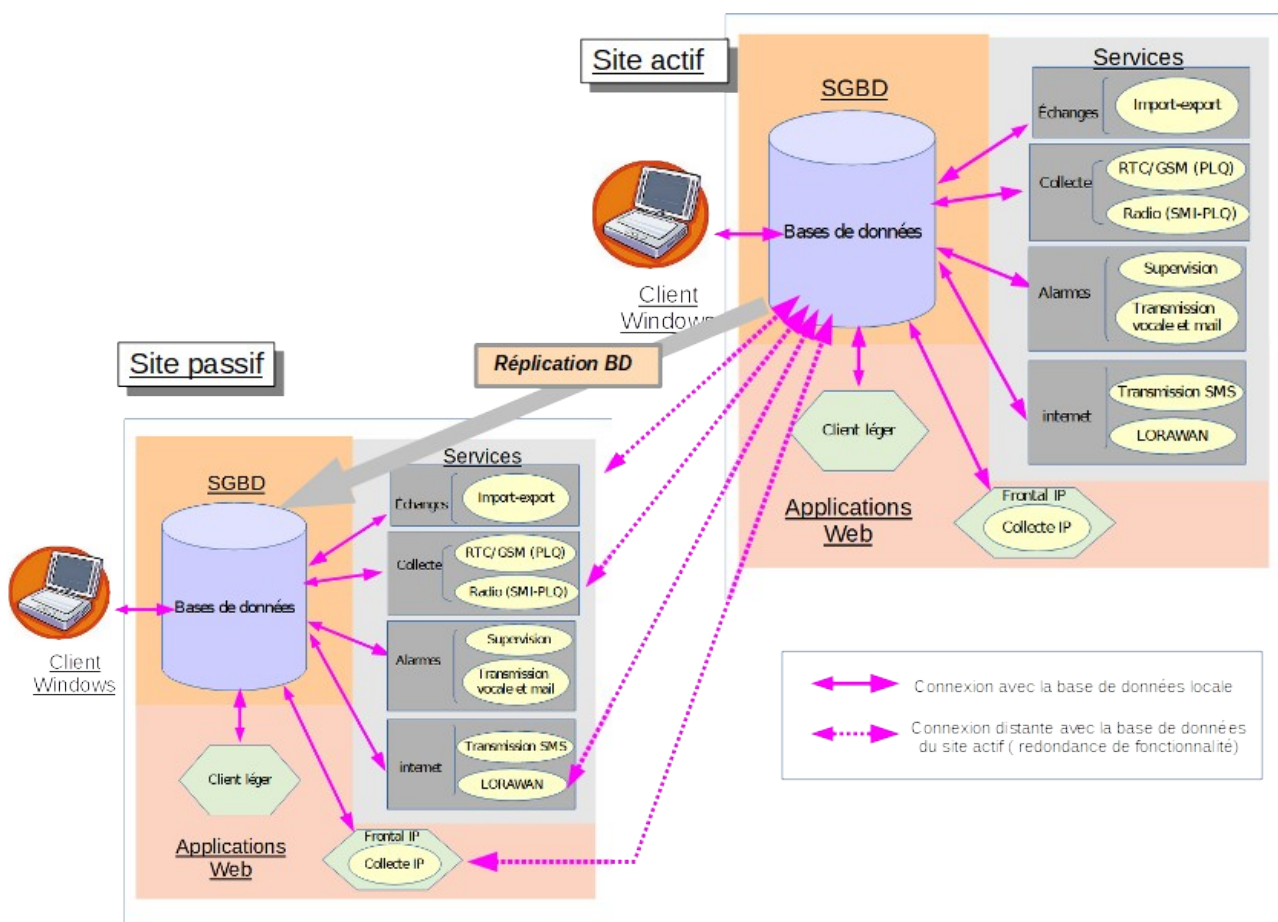 Site actif
SGBD
Bases de données
Services
Échanges
Import-export
Collecte
RTC/GSM (PLQ)
Radio (SMI-PLQ)
Alarmes
Supervision
Transmission
vocale et mail
internet
Transmission SMS
LORAWAN
Client
Windows
Client léger
Applications
Web
Frontal IP
Collecte IP
Réplication BD
Site passif
SGBD
Bases de données
Services
Échanges
Import-export
Collecte
RTC/GSM (PLQ)
Radio (SMI-PLQ)
Alarmes
Supervision
Transmission
vocale et mail
internet
Transmission SMS
LORAWAN
Client
Windows
Client léger
Applications
Web
Frontal IP
Collecte IP
Connexion avec la base de données locale
Connexion distante avec la base de données
du site actif ( redondance de fonctionnalité)